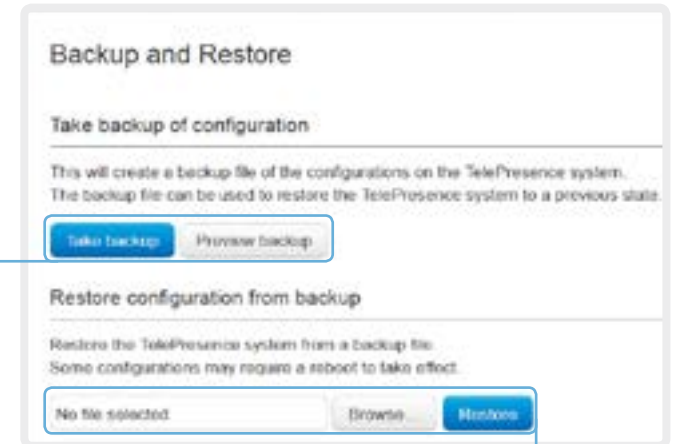 Backup and Restore
Take backup of configuration
This will create a backup file of the configurations on the TelePresence system.
The backup file can be used to restore the TelePresence system to a previous state.
Take backup Preview backup
Restore configuration from backup
Restore the TelePresence system from a backup file.
Some configurations may require a reboot to take effect.
No file selected. Browse... Restore